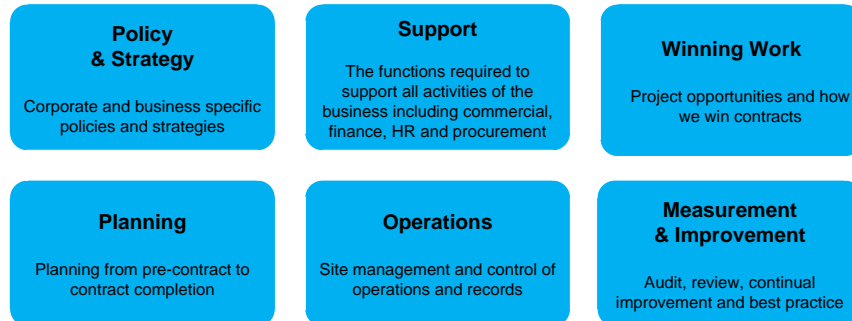 Policy
& Strategy
Corporate and business specific
policies and strategies
Support
The functions required to
support all activities of the
business including commercial,
finance, HR and procurement
Winning Work
Project opportunities and how
we win contracts
Planning
Planning from pre-contract to
contract completion
Operations
Site management and control of
operations and records
Measurement
& Improvement
Audit, review, continual
improvement and best practice